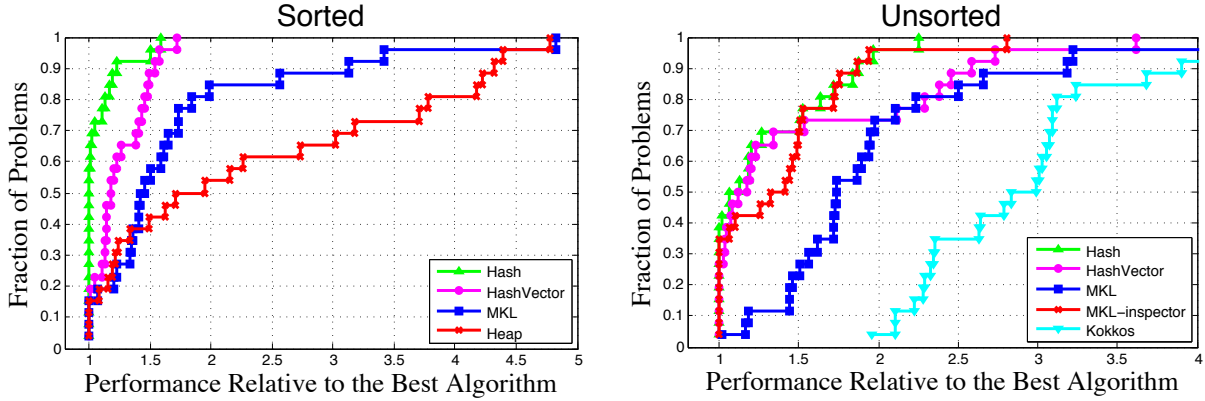 Sorted
Fraction of Problems
1
0.9
0.8
0.7
0.6
0.5
0.4
0.3
0.2
0.1
0
1
1.5
2
2.5
3
3.5
4
4.5
5
Performance Relative to the Best Algorithm
Hash
HashVector
MKL
Heap
Unsorted
Fraction of Problems
1
0.9
0.8
0.7
0.6
0.5
0.4
0.3
0.2
0.1
0
1
1.5
2
2.5
3
3.5
4
Performance Relative to the Best Algorithm
Hash
HashVector
MKL
MKL-inspector
Kokkos